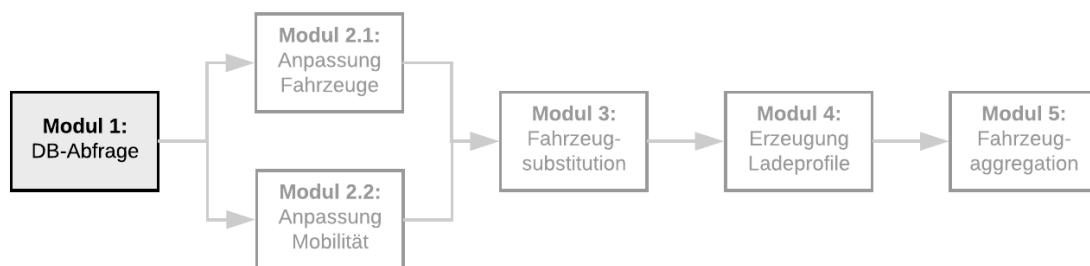 Modul 1:
DB-Abfrage
Modul 2.1:
Anpassung
Fahrzeuge
Modul 2.2:
Anpassung
Mobilität
Modul 3:
Fahrzeug-
substitution
Modul 4:
Erzeugung
Ladeprofile
Modul 5:
Fahrzeug-
aggregation